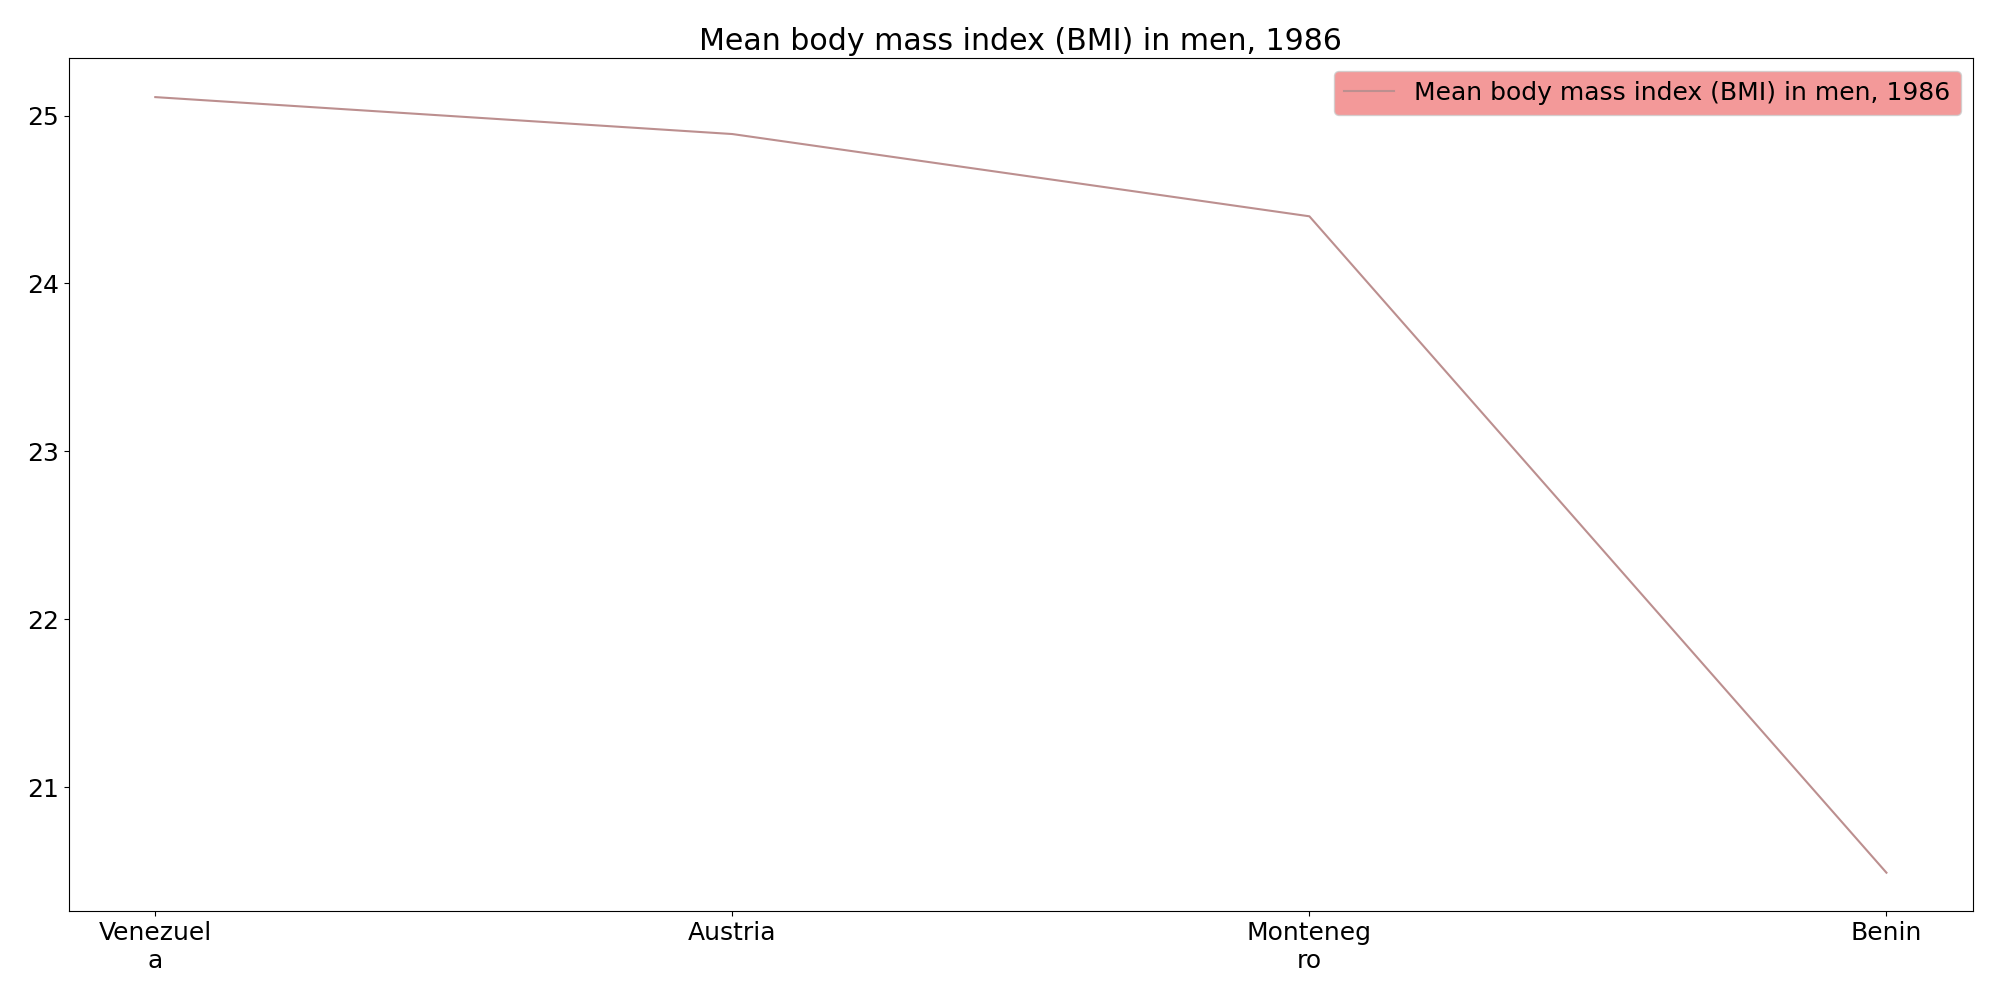 Mean body mass index (BMI) in men, 1986
Mean body mass index (BMI) in men, 1986
25
24
23
22
21
Venezuel
a
Austria
Monteneg
ro
Benin